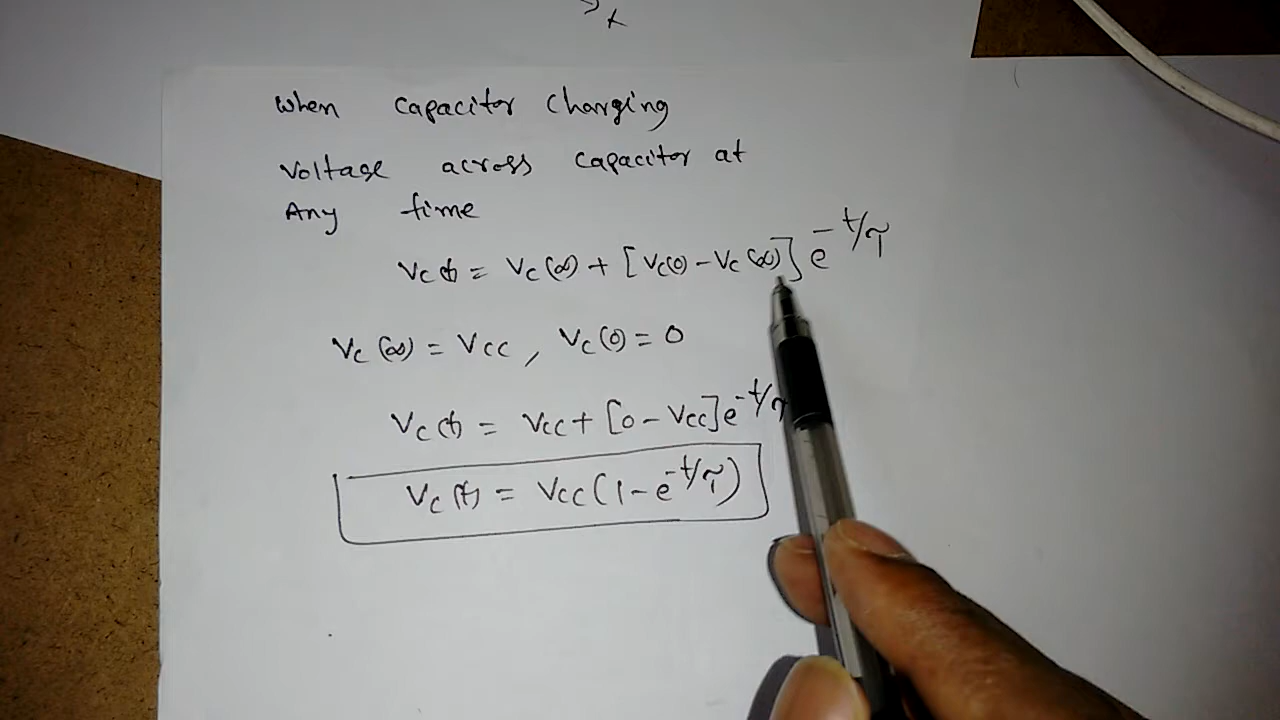 t
When capacitor charging
voltage across capacitor at
Any time
Vc(t) = Vc(∞) + [Vc(0) - Vc(∞)] e^-t/τ
Vc(∞) = Vcc, Vc(0) = 0
Vc(t) = Vcc + [0 - Vcc] e^-t/τ
Vc(t) = Vcc (1 - e^-t/τ)